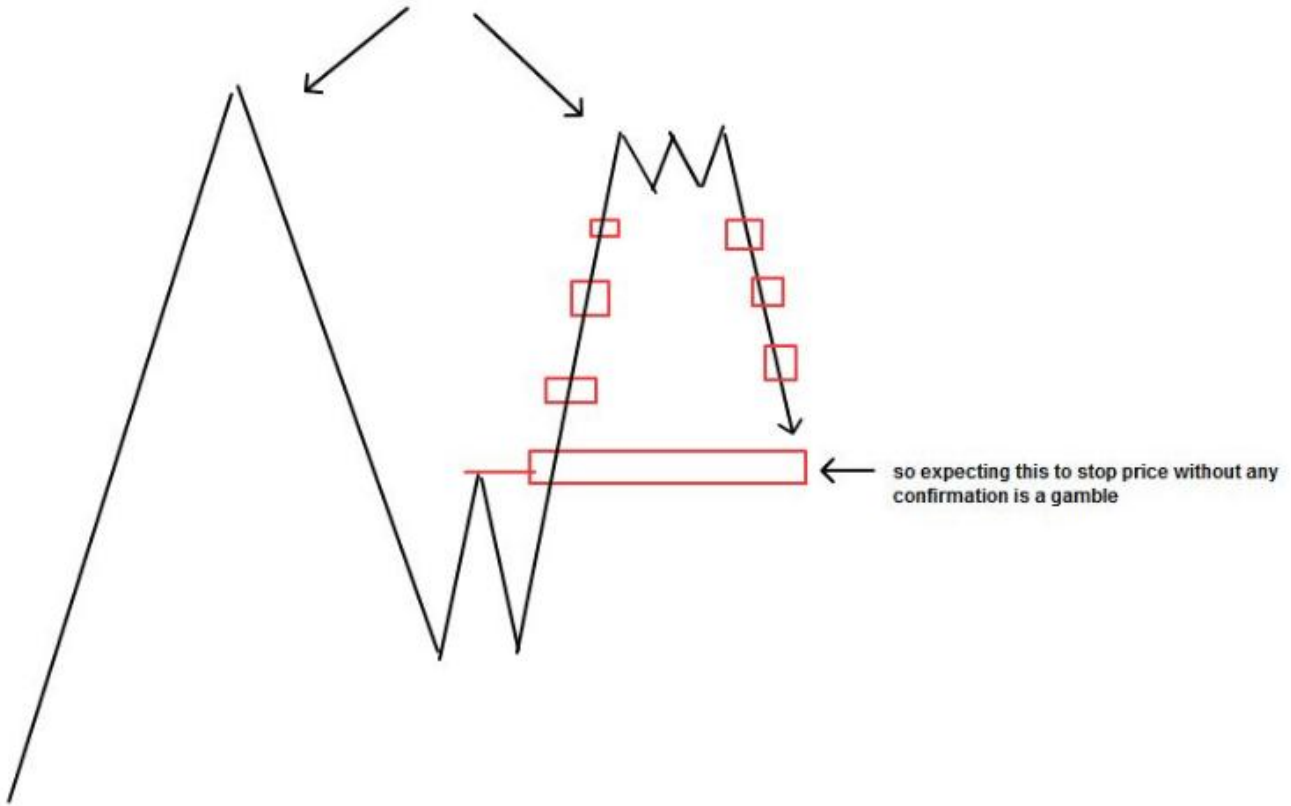 so expecting this to stop price without any
confirmation is a gamble